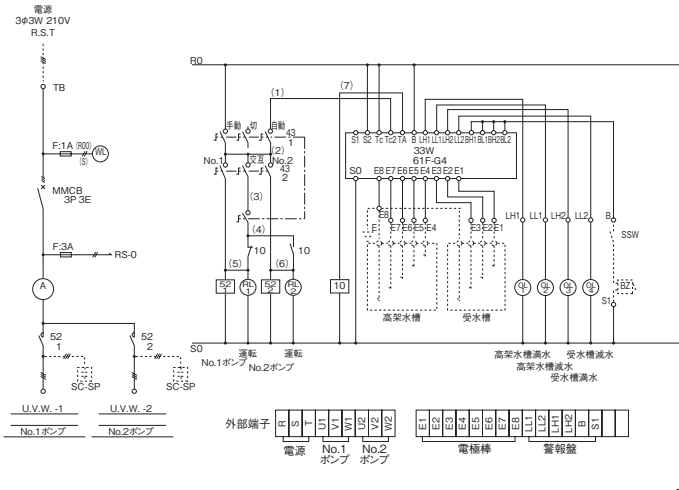 電源
3φ3W 210V
R.S.T
TB
F:1A (R00)
(S)
WL
MMCB
3P 3E
F:3A
RS-0
A
52
1
52
2
SC-SP
SC-SP
U.V.W. -1
U.V.W. -2
No.1ポンプ
No.2ポンプ
R0
(1)
(7)
手動 切 自動
43
1
(2)
No.1 交互 No.2
43
2
(3)
(4)
10
10
(5)
(6)
52
1
RL
1
52
2
RL
2
10
S0
運転
運転
No.1ポンプ
No.2ポンプ
S1 S2 Tc Tc2 TA B LH1 LL1 LH2 LL2 BH1 BL1 BH2 BL2
33W
61F-G4
S0
E8 E7 E6 E5 E4 E3 E2 E1
E8
E
E7 E6 E5 E4
E3 E2 E1
高架水槽
受水槽
LH1 LL1 LH2 LL2
B
SSW
BZ
S1
OL
1
OL
2
OL
3
OL
4
高架水槽満水
受水槽減水
高架水槽減水
受水槽満水
外部端子
R S T U1 V1 W1 U2 V2 W2
電源
No.1
ポンプ
No.2
ポンプ
E1 E2 E3 E4 E5 E6 E7 E8 LL1 LL2 LH1 LH2 B S1
電極棒
警報盤